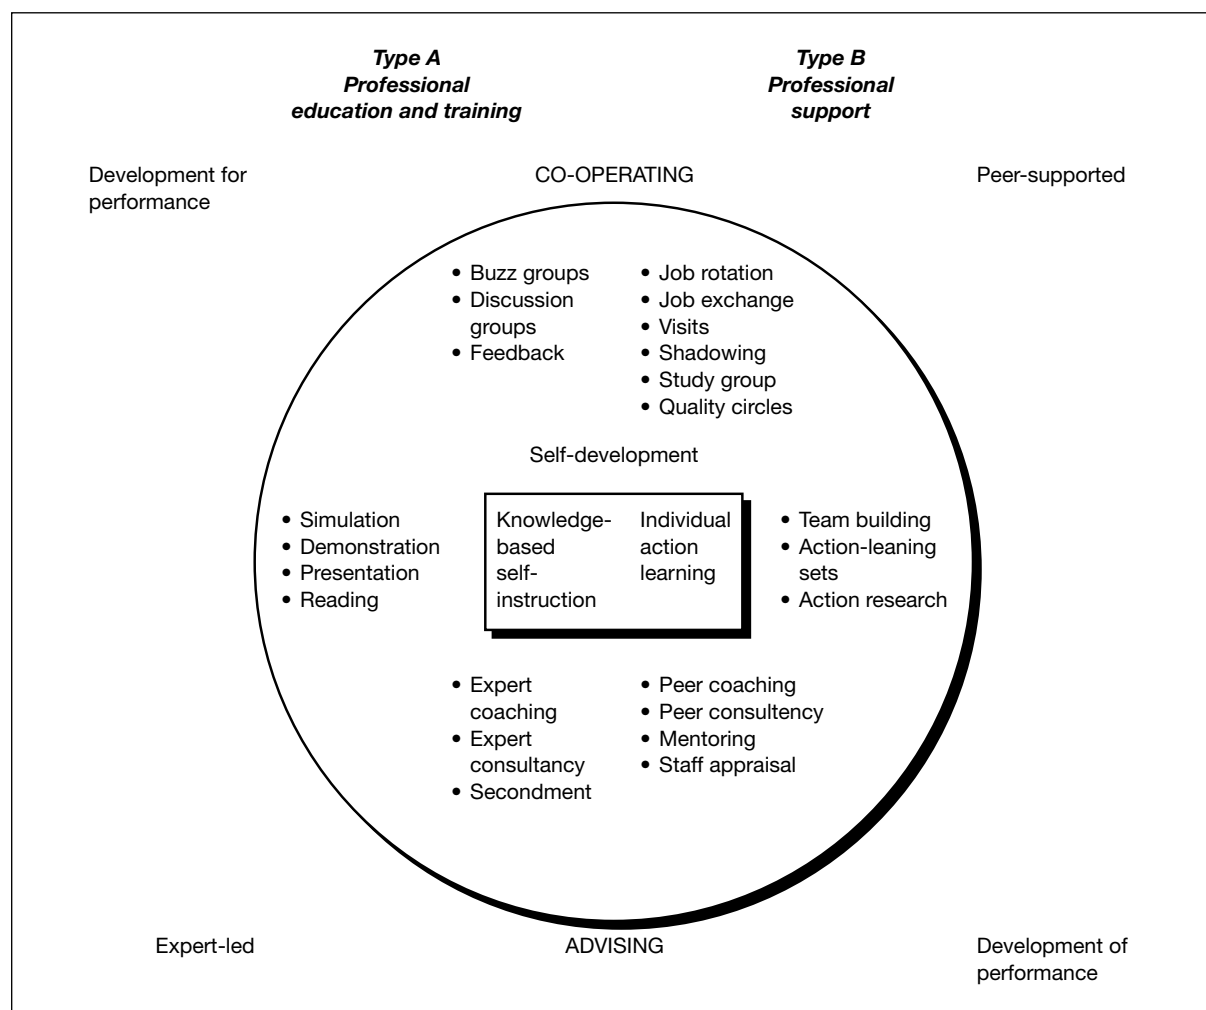 Type A
Professional
education and training
Type B
Professional
support
Development for
performance
CO-OPERATING
Peer-supported
• Buzz groups
• Discussion
groups
• Feedback
• Job rotation
• Job exchange
• Visits
• Shadowing
• Study group
• Quality circles
Self-development
• Simulation
• Demonstration
• Presentation
• Reading
Knowledge-
based
self-
instruction
Individual
action
learning
• Team building
• Action-leaning
sets
• Action research
• Expert
coaching
• Expert
consultancy
• Secondment
• Peer coaching
• Peer consultency
• Mentoring
• Staff appraisal
Expert-led
ADVISING
Development of
performance